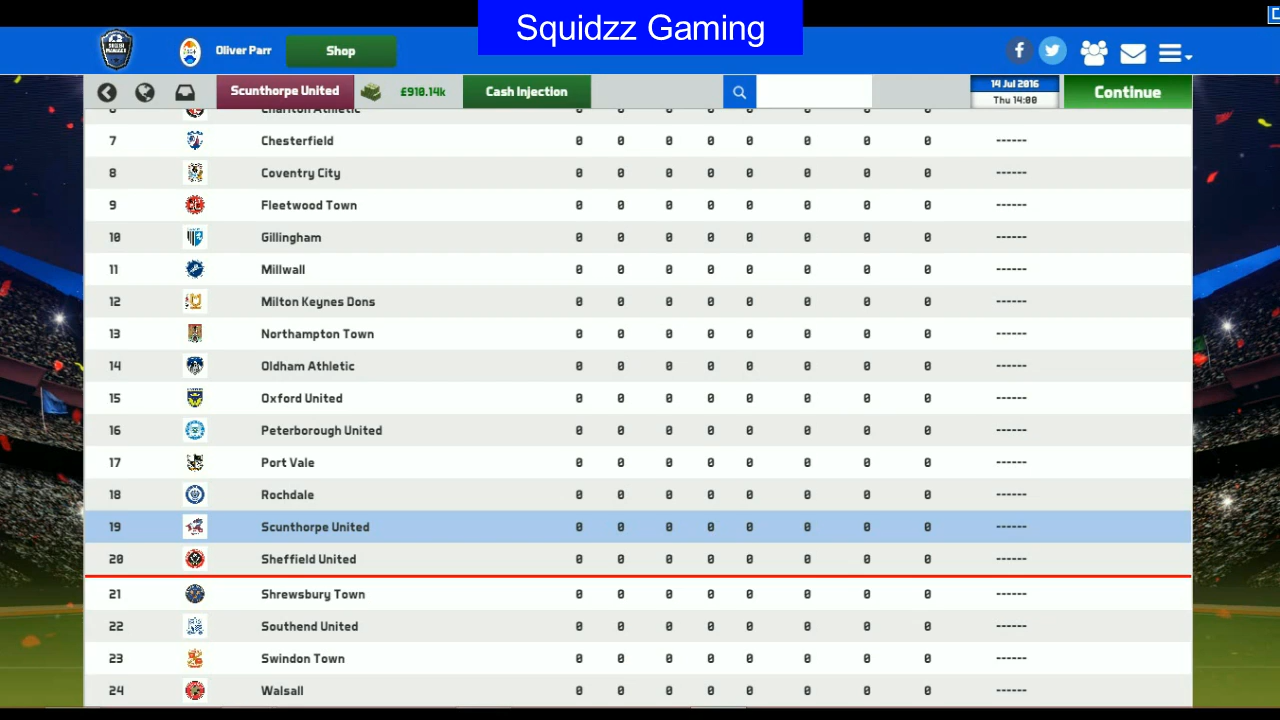 Squidzz Gaming
Oliver Parr
Shop
Scunthorpe United
£910.14k
Cash Injection
14 Jul 2016
Thu 14:00
Continue
Charlton Athletic 0 0 0 0 0 0 0 0
7 Chesterfield 0 0 0 0 0 0 0 0 ------
8 Coventry City 0 0 0 0 0 0 0 0 ------
9 Fleetwood Town 0 0 0 0 0 0 0 0 ------
10 Gillingham 0 0 0 0 0 0 0 0 ------
11 Millwall 0 0 0 0 0 0 0 0 ------
12 Milton Keynes Dons 0 0 0 0 0 0 0 0 ------
13 Northampton Town 0 0 0 0 0 0 0 0 ------
14 Oldham Athletic 0 0 0 0 0 0 0 0 ------
15 Oxford United 0 0 0 0 0 0 0 0 ------
16 Peterborough United 0 0 0 0 0 0 0 0 ------
17 Port Vale 0 0 0 0 0 0 0 0 ------
18 Rochdale 0 0 0 0 0 0 0 0 ------
19 Scunthorpe United 0 0 0 0 0 0 0 0 ------
20 Sheffield United 0 0 0 0 0 0 0 0 ------
21 Shrewsbury Town 0 0 0 0 0 0 0 0 ------
22 Southend United 0 0 0 0 0 0 0 0 ------
23 Swindon Town 0 0 0 0 0 0 0 0 ------
24 Walsall 0 0 0 0 0 0 0 0 ------